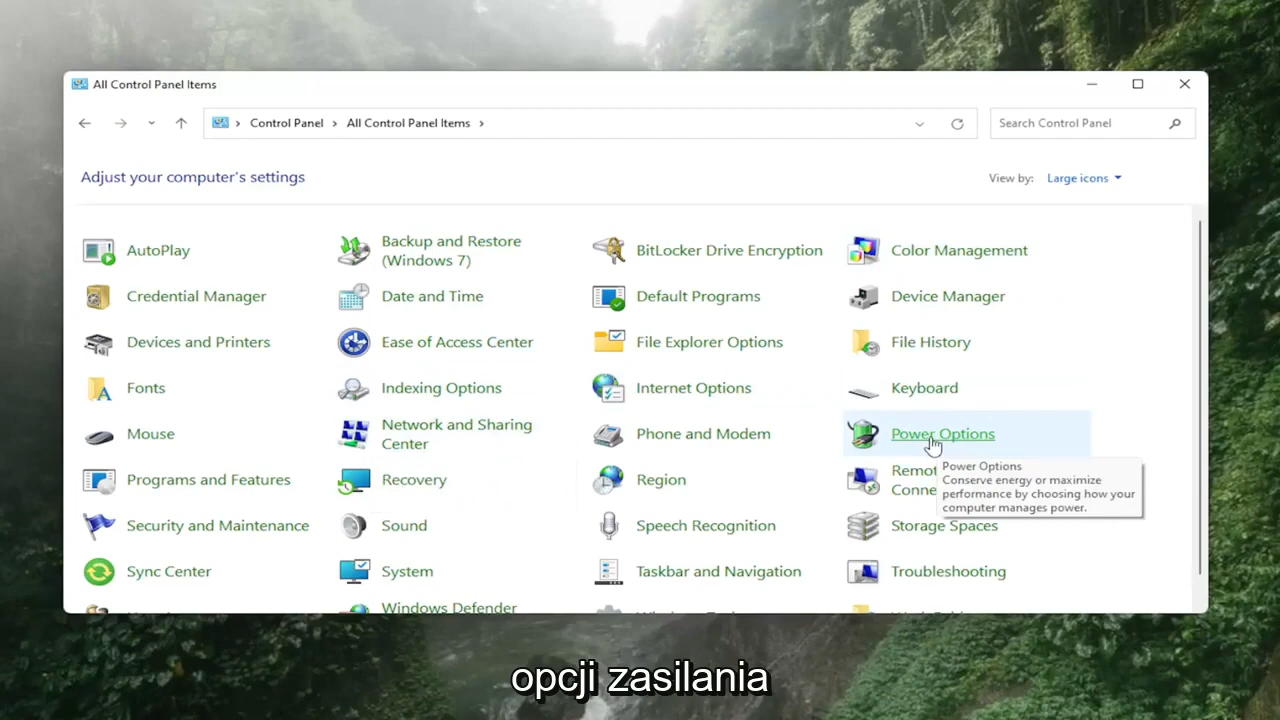 All Control Panel Items
Control Panel
All Control Panel Items
Search Control Panel
Adjust your computer's settings
View by:
Large icons
AutoPlay
Backup and Restore
(Windows 7)
BitLocker Drive Encryption
Color Management
Credential Manager
Date and Time
Default Programs
Device Manager
Devices and Printers
Ease of Access Center
File Explorer Options
File History
Fonts
Indexing Options
Internet Options
Keyboard
Mouse
Network and Sharing
Center
Phone and Modem
Power Options
Programs and Features
Recovery
Region
Power Options
Conserve energy or maximize
performance by choosing how your
computer manages power.
Security and Maintenance
Sound
Speech Recognition
Storage Spaces
Sync Center
System
Taskbar and Navigation
Troubleshooting
Windows Defender
opcji zasilania